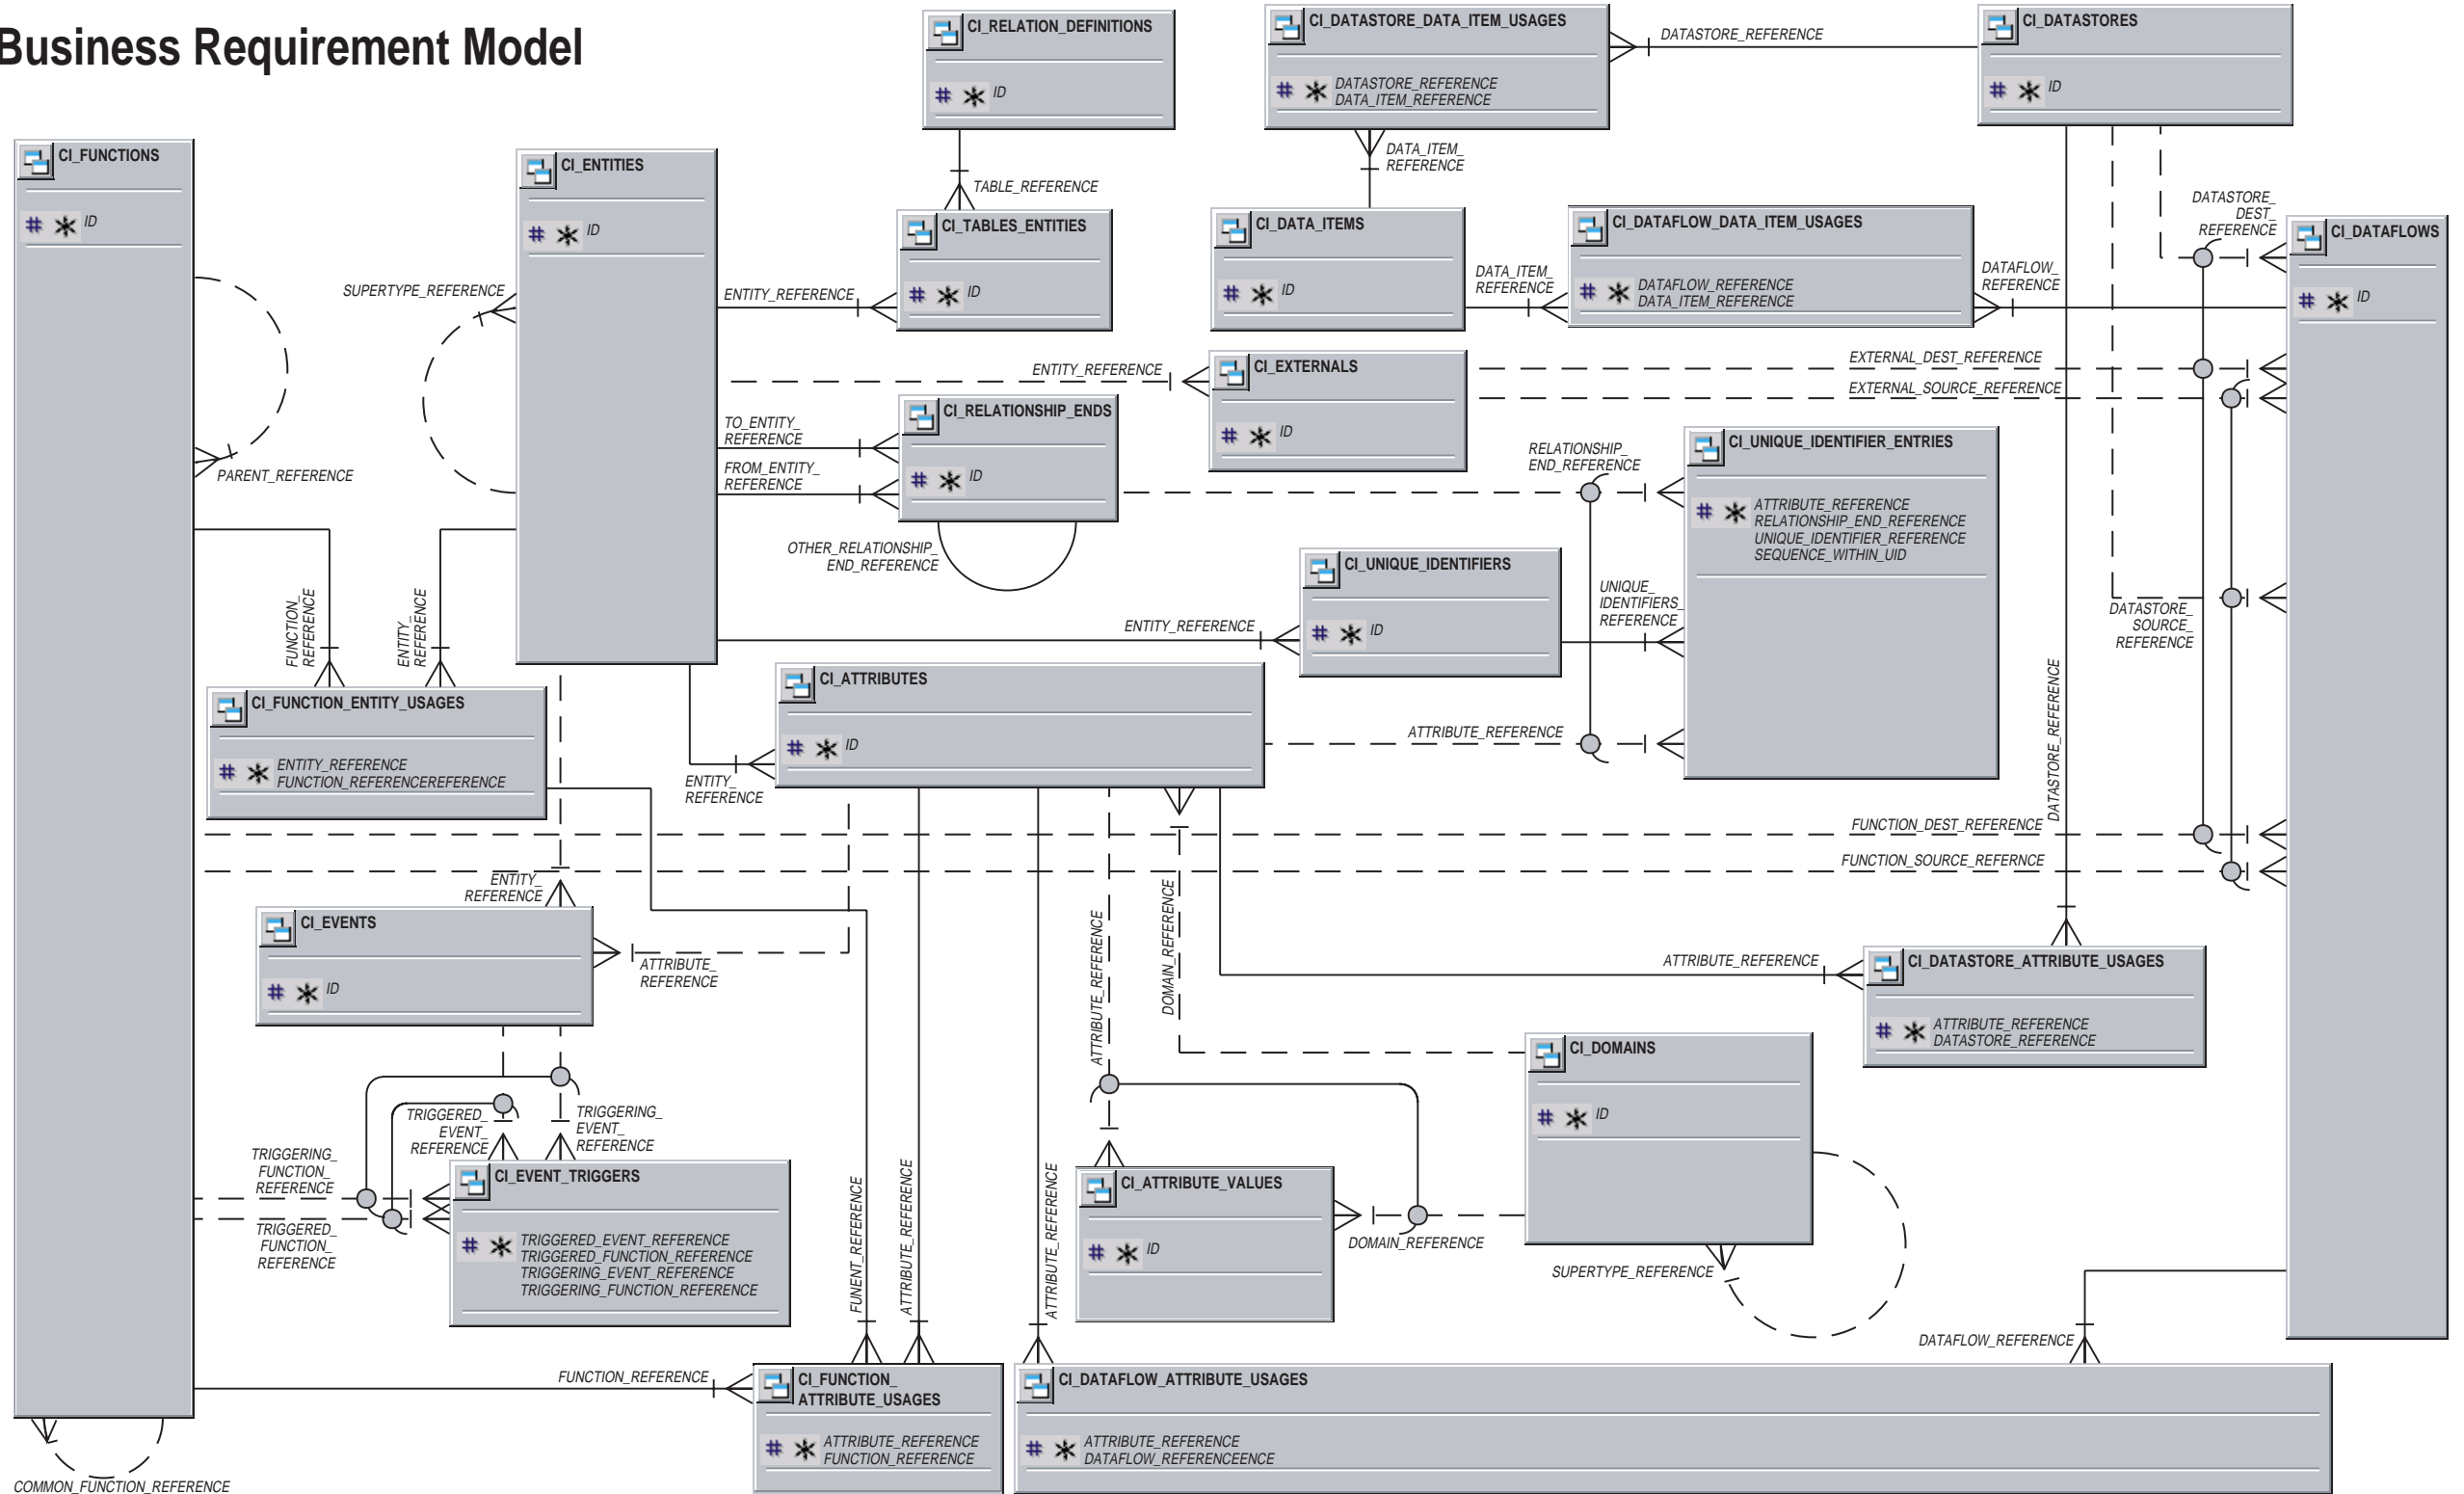 Business Requirement Model
CI_RELATION_DEFINITIONS
ID
CI_DATASTORE_DATA_ITEM_USAGES
DATASTORE_REFERENCE
DATA_ITEM_REFERENCE
DATASTORE_REFERENCE
CI_DATASTORES
ID
CI_FUNCTIONS
ID
CI_ENTITIES
ID
TABLE_REFERENCE
DATA_ITEM_
REFERENCE
CI_TABLES_ENTITIES
ID
CI_DATA_ITEMS
ID
CI_DATAFLOW_DATA_ITEM_USAGES
DATAFLOW_REFERENCE
DATA_ITEM_REFERENCE
DATASTORE_
DEST_
REFERENCE
CI_DATAFLOWS
ID
SUPERTYPE_REFERENCE
ENTITY_REFERENCE
DATA_ITEM_
REFERENCE
DATAFLOW_
REFERENCE
PARENT_REFERENCE
ENTITY_REFERENCE
CI_EXTERNALS
ID
EXTERNAL_DEST_REFERENCE
EXTERNAL_SOURCE_REFERENCE
TO_ENTITY_
REFERENCE
FROM_ENTITY_
REFERENCE
CI_RELATIONSHIP_ENDS
ID
OTHER_RELATIONSHIP_
END_REFERENCE
RELATIONSHIP_
END_REFERENCE
CI_UNIQUE_IDENTIFIER_ENTRIES
ATTRIBUTE_REFERENCE
RELATIONSHIP_END_REFERENCE
UNIQUE_IDENTIFIER_REFERENCE
SEQUENCE_WITHIN_UID
CI_UNIQUE_IDENTIFIERS
ID
UNIQUE_
IDENTIFIERS_
REFERENCE
DATASTORE_
SOURCE_
REFERENCE
FUNCTION_
REFERENCE
ENTITY_
REFERENCE
ENTITY_REFERENCE
CI_FUNCTION_ENTITY_USAGES
ENTITY_REFERENCE
FUNCTION_REFERENCEREFERENCE
CI_ATTRIBUTES
ID
ENTITY_
REFERENCE
ATTRIBUTE_REFERENCE
DATASTORE_REFERENCE
FUNCTION_DEST_REFERENCE
FUNCTION_SOURCE_REFERNCE
ENTITY_
REFERENCE
CI_EVENTS
ID
ATTRIBUTE_
REFERENCE
ATTRIBUTE_REFERENCE
DOMAIN_REFERENCE
ATTRIBUTE_REFERENCE
CI_DATASTORE_ATTRIBUTE_USAGES
ATTRIBUTE_REFERENCE
DATASTORE_REFERENCE
CI_DOMAINS
ID
TRIGGERED_
EVENT_
REFERENCE
TRIGGERING_
EVENT_
REFERENCE
TRIGGERING_
FUNCTION_
REFERENCE
TRIGGERED_
FUNCTION_
REFERENCE
CI_EVENT_TRIGGERS
TRIGGERED_EVENT_REFERENCE
TRIGGERED_FUNCTION_REFERENCE
TRIGGERING_EVENT_REFERENCE
TRIGGERING_FUNCTION_REFERENCE
FUNENT_REFERENCE
ATTRIBUTE_REFERENCE
ATTRIBUTE_REFERENCE
CI_ATTRIBUTE_VALUES
ID
DOMAIN_REFERENCE
SUPERTYPE_REFERENCE
DATAFLOW_REFERENCE
FUNCTION_REFERENCE
CI_FUNCTION_
ATTRIBUTE_USAGES
ATTRIBUTE_REFERENCE
FUNCTION_REFERENCE
CI_DATAFLOW_ATTRIBUTE_USAGES
ATTRIBUTE_REFERENCE
DATAFLOW_REFERENCEENCE
COMMON_FUNCTION_REFERENCE